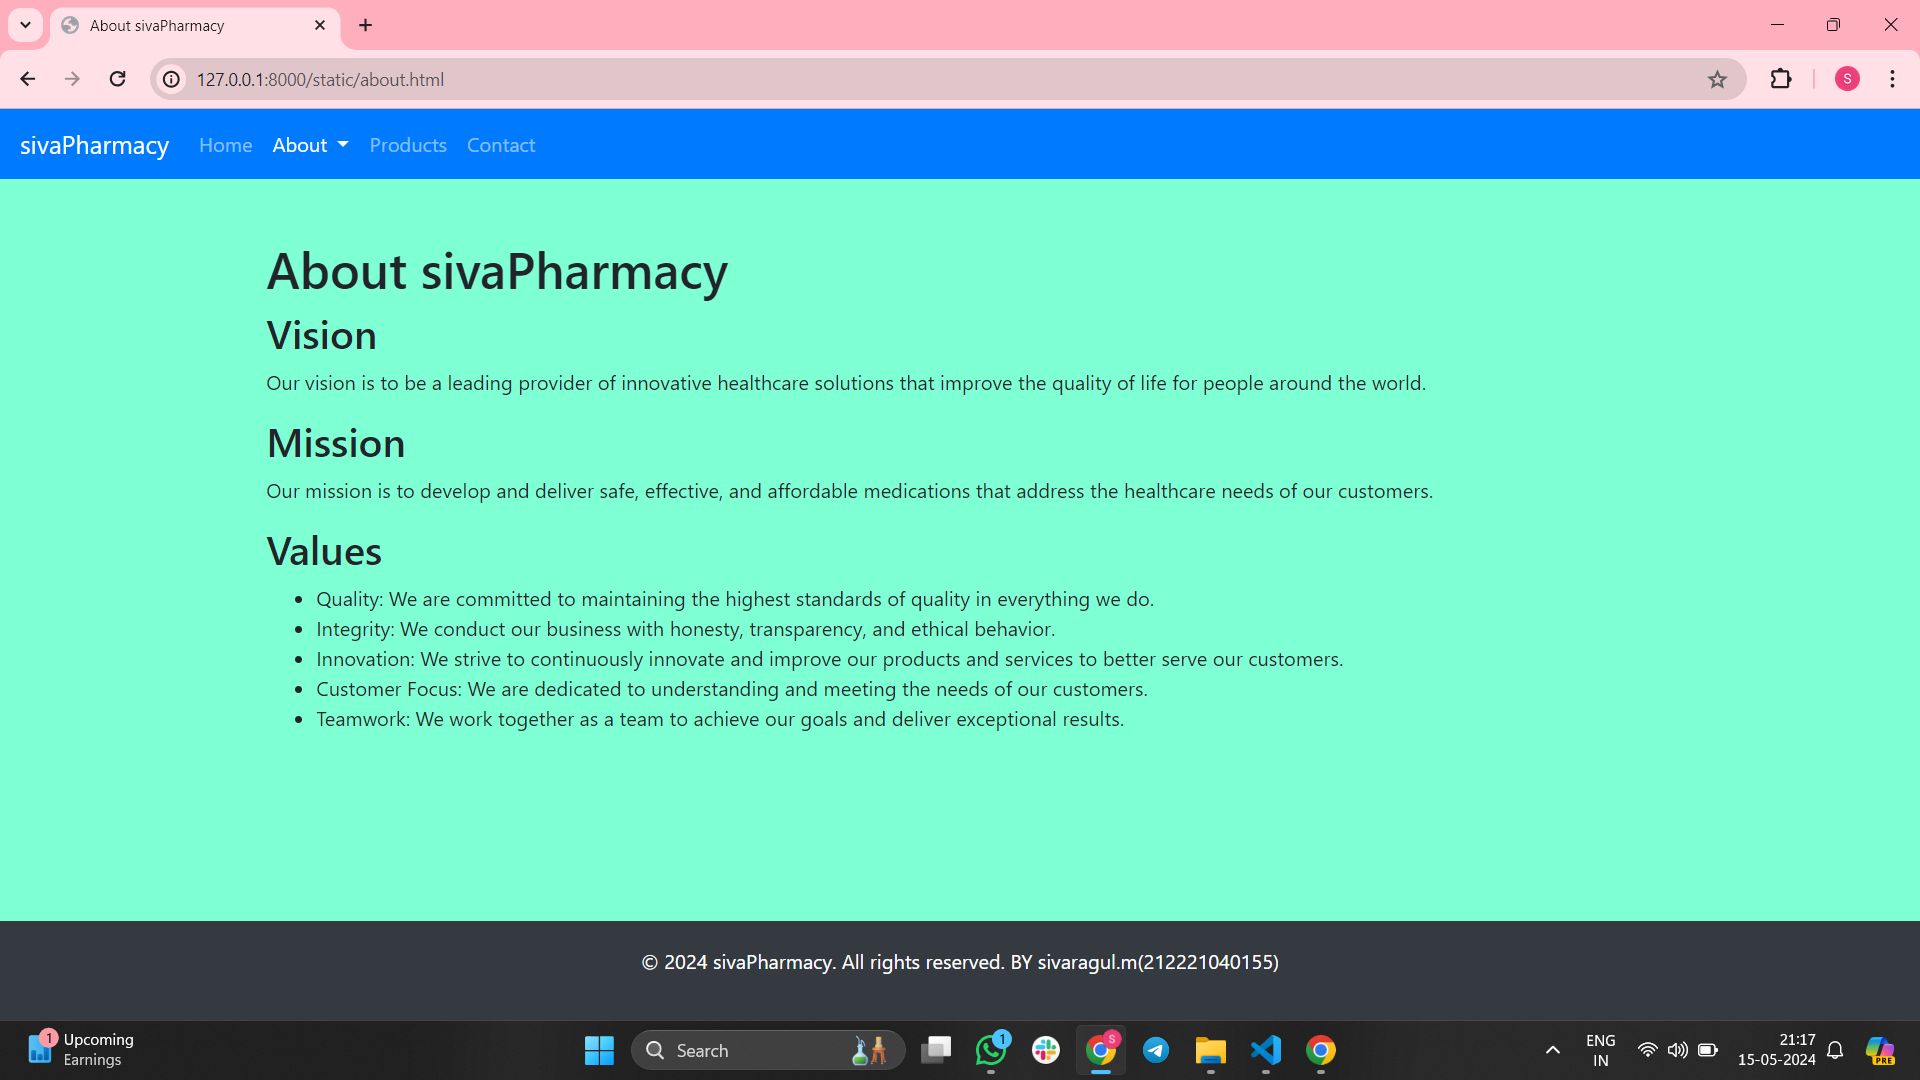 About sivaPharmacy
127.0.0.1:8000/static/about.html
S
sivaPharmacy Home About Products Contact
About sivaPharmacy
Vision
Our vision is to be a leading provider of innovative healthcare solutions that improve the quality of life for people around the world.
Mission
Our mission is to develop and deliver safe, effective, and affordable medications that address the healthcare needs of our customers.
Values
• Quality: We are committed to maintaining the highest standards of quality in everything we do.
• Integrity: We conduct our business with honesty, transparency, and ethical behavior.
• Innovation: We strive to continuously innovate and improve our products and services to better serve our customers.
• Customer Focus: We are dedicated to understanding and meeting the needs of our customers.
• Teamwork: We work together as a team to achieve our goals and deliver exceptional results.
© 2024 sivaPharmacy. All rights reserved. BY sivaragul.m(212221040155)
1
Upcoming
Earnings
Search
1
S
ENG
IN
21:17
15-05-2024
PRE